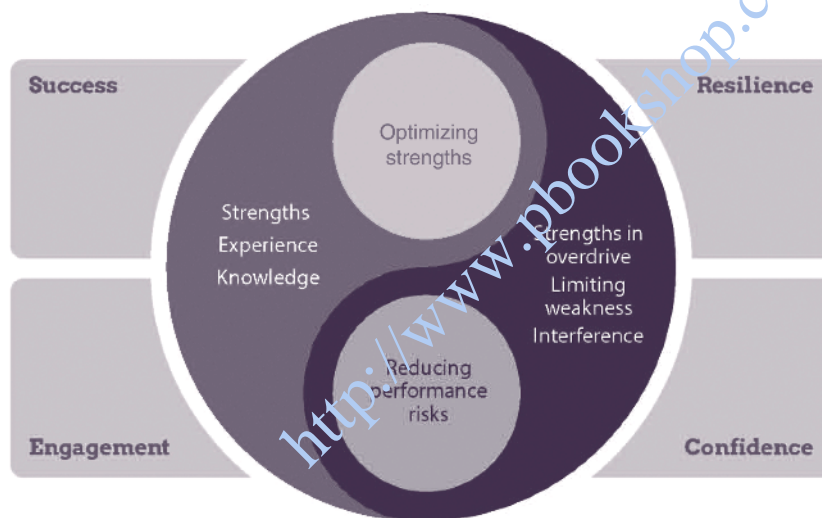 Success
Resilience
Optimizing
strengths
Strengths
Experience
Knowledge
Strengths in
overdrive
Limiting
weakness
Interference
Reducing
performance
risks
Engagement
Confidence
http://www.pbookshop.c